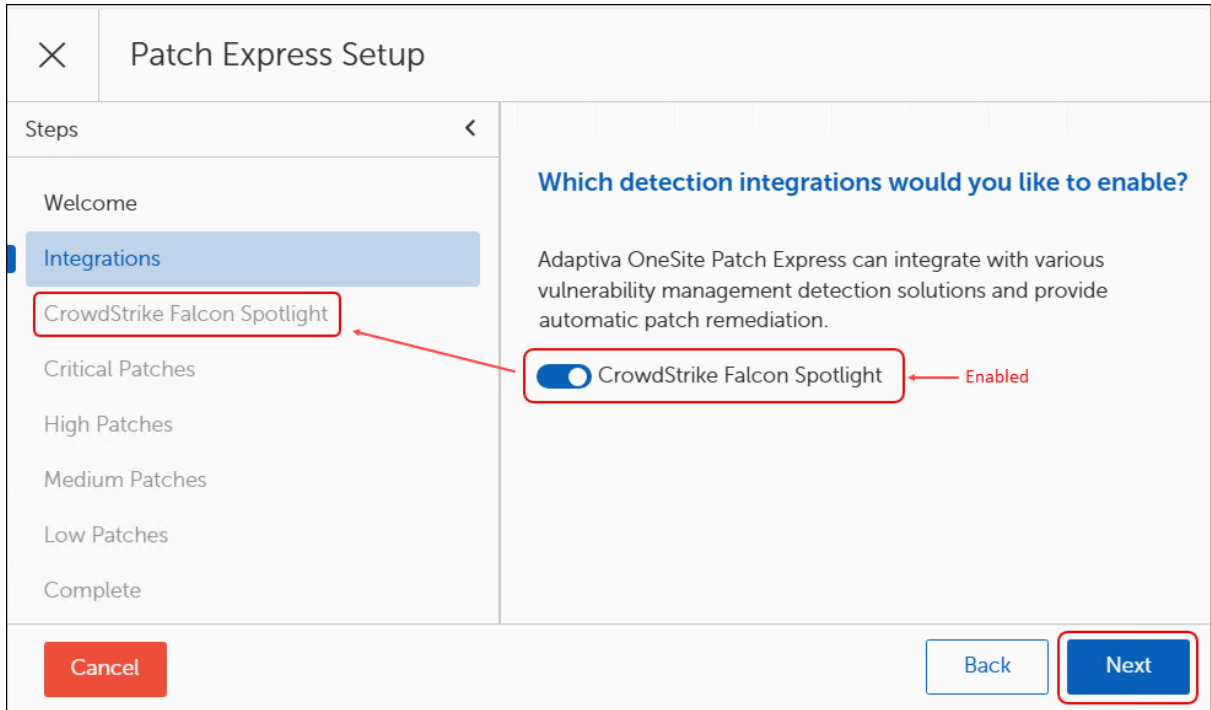 Patch Express Setup
Steps
Welcome
Integrations
CrowdStrike Falcon Spotlight
Critical Patches
High Patches
Medium Patches
Low Patches
Complete
Which detection integrations would you like to enable?
Adaptiva OneSite Patch Express can integrate with various
vulnerability management detection solutions and provide
automatic patch remediation.
CrowdStrike Falcon Spotlight
Enabled
Cancel
Back
Next